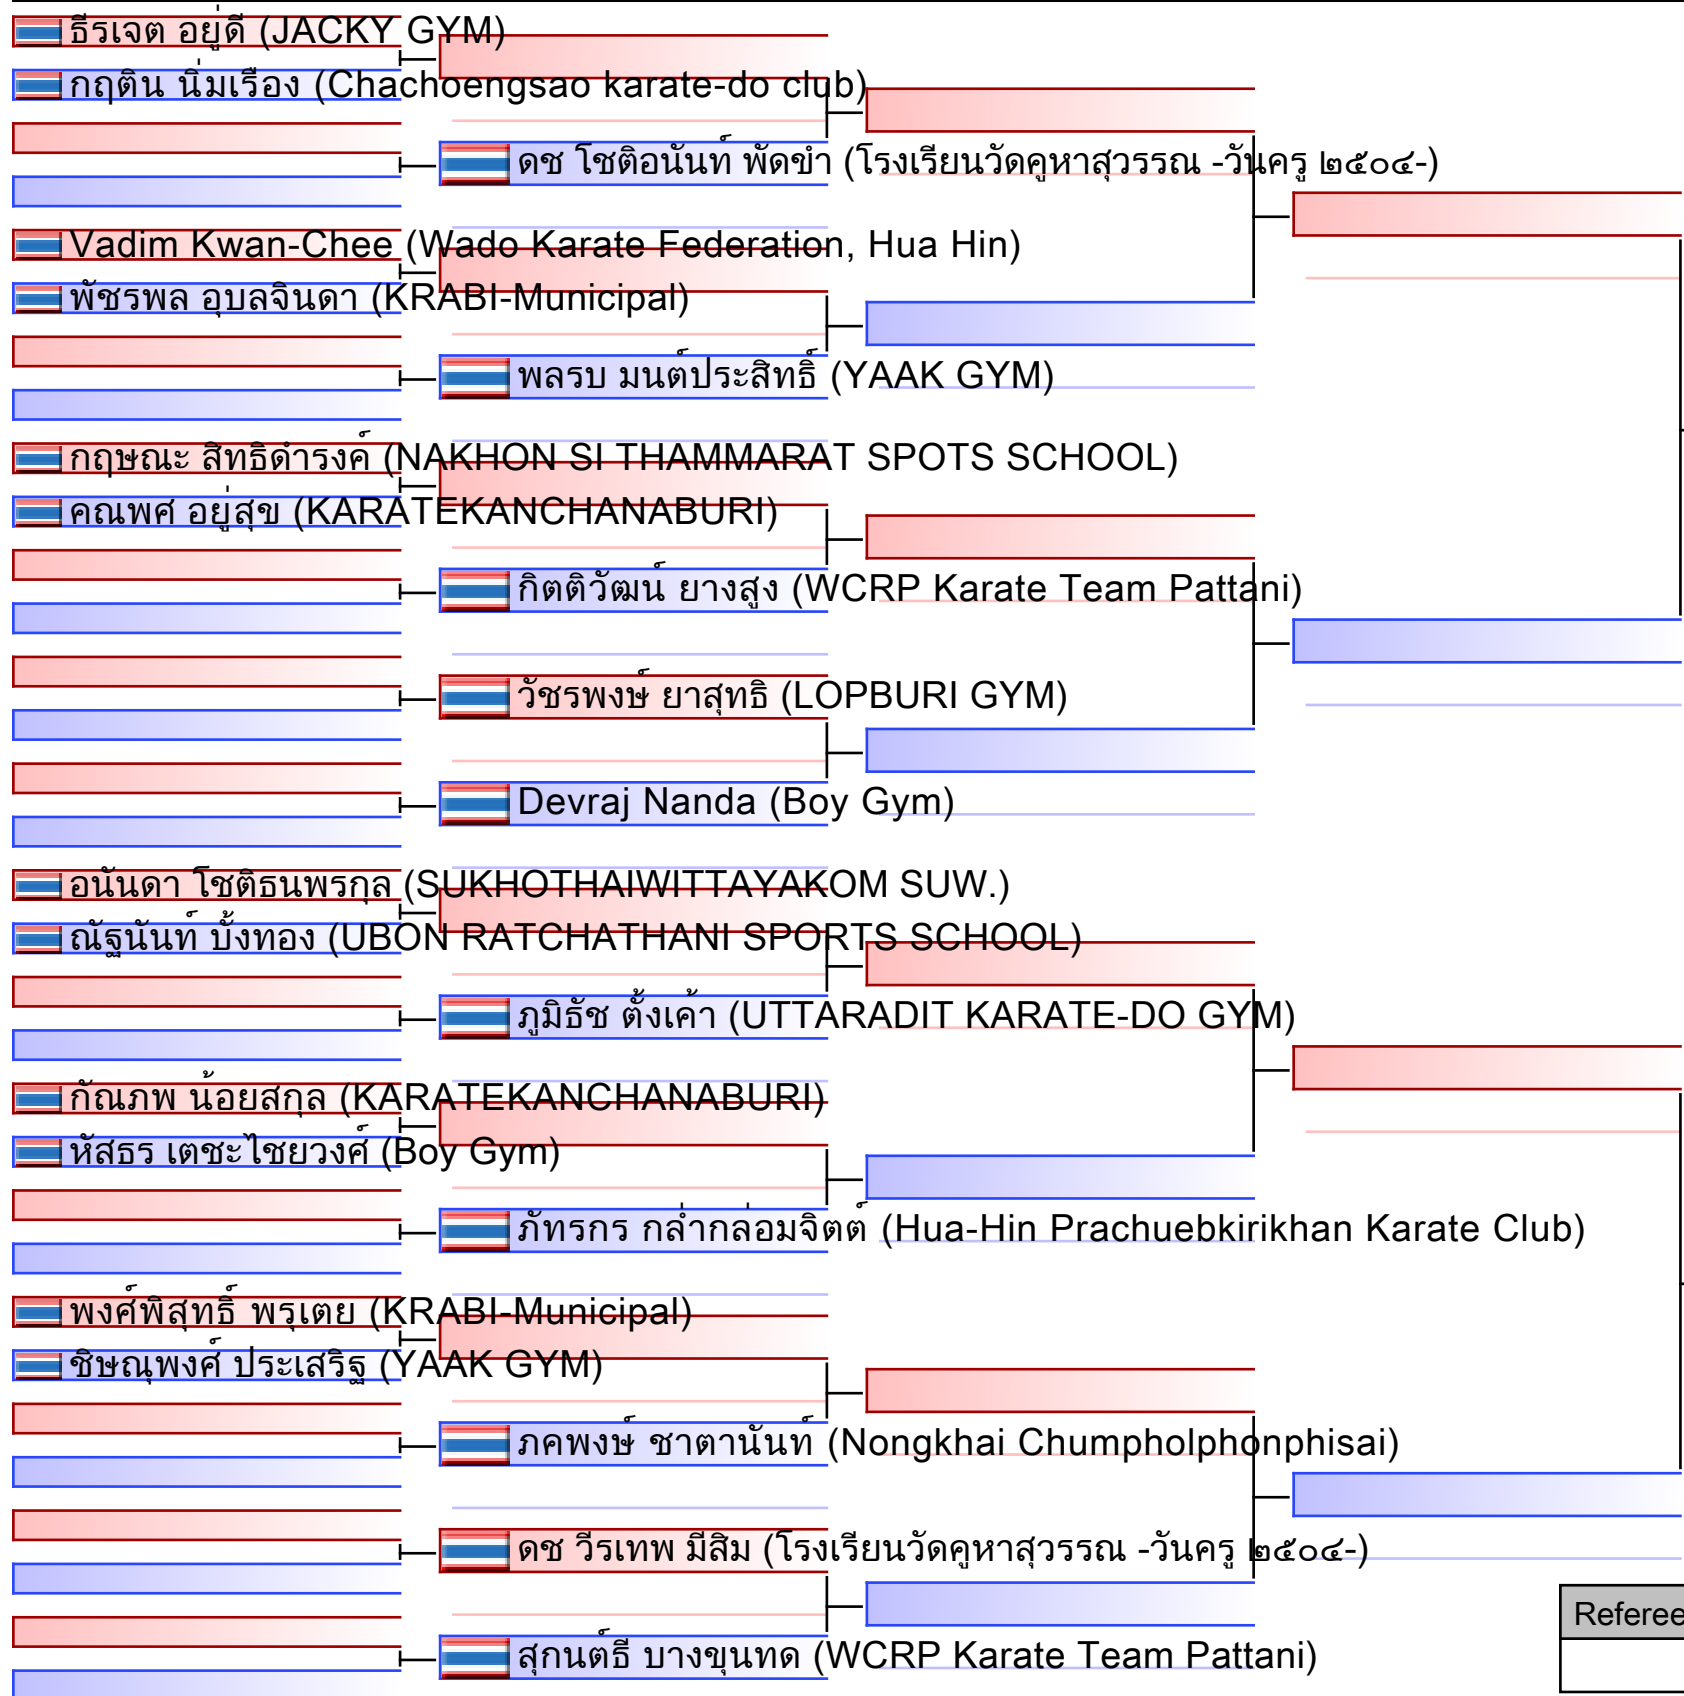 ธีรเจต อยู่ดี (JACKY GYM)
กฤติน นิ่มเรือง (Chachoengsao karate-do club)
ดช โชติอนันท์ พัดขำ (โรงเรียนวัดคูหาสุวรรณ -วันครู ๒๕๐๔-)
Vadim Kwan-Chee (Wado Karate Federation, Hua Hin)
พัชรพล อุบลจินดา (KRABI-Municipal)
พลรบ มนต์ประสิทธิ์ (YAAK GYM)
กฤษณะ สิทธิดำรงค์ (NAKHON SI THAMMARAT SPOTS SCHOOL)
คณพศ อยู่สุข (KARATEKANCHANABURI)
กิตติวัฒน์ ยางสูง (WCRP Karate Team Pattani)
วัชรพงษ์ ยาสุทธิ (LOPBURI GYM)
Devraj Nanda (Boy Gym)
อนันดา โชติธนพรกุล (SUKHOTHAIWITTAYAKOM SUW.)
ณัฐนันท์ บั้งทอง (UBON RATCHATHANI SPORTS SCHOOL)
ภูมิธัช ตั้งเค้า (UTTARADIT KARATE-DO GYM)
กัณภพ น้อยสกุล (KARATEKANCHANABURI)
หัสธร เตชะไชยวงศ์ (Boy Gym)
ภัทรกร กล่ำกล่อมจิตต์ (Hua-Hin Prachuebkirikhan Karate Club)
พงศ์พิสุทธิ์ พรุเตย (KRABI-Municipal)
ชิษณุพงศ์ ประเสริฐ (YAAK GYM)
ภคพงษ์ ชาตานันท์ (Nongkhai Chumpholphonphisai)
ดช วีรเทพ มีสิม (โรงเรียนวัดคูหาสุวรรณ -วันครู ๒๕๐๔-)
Referee
สุกนต์ธี บางขุนทด (WCRP Karate Team Pattani)